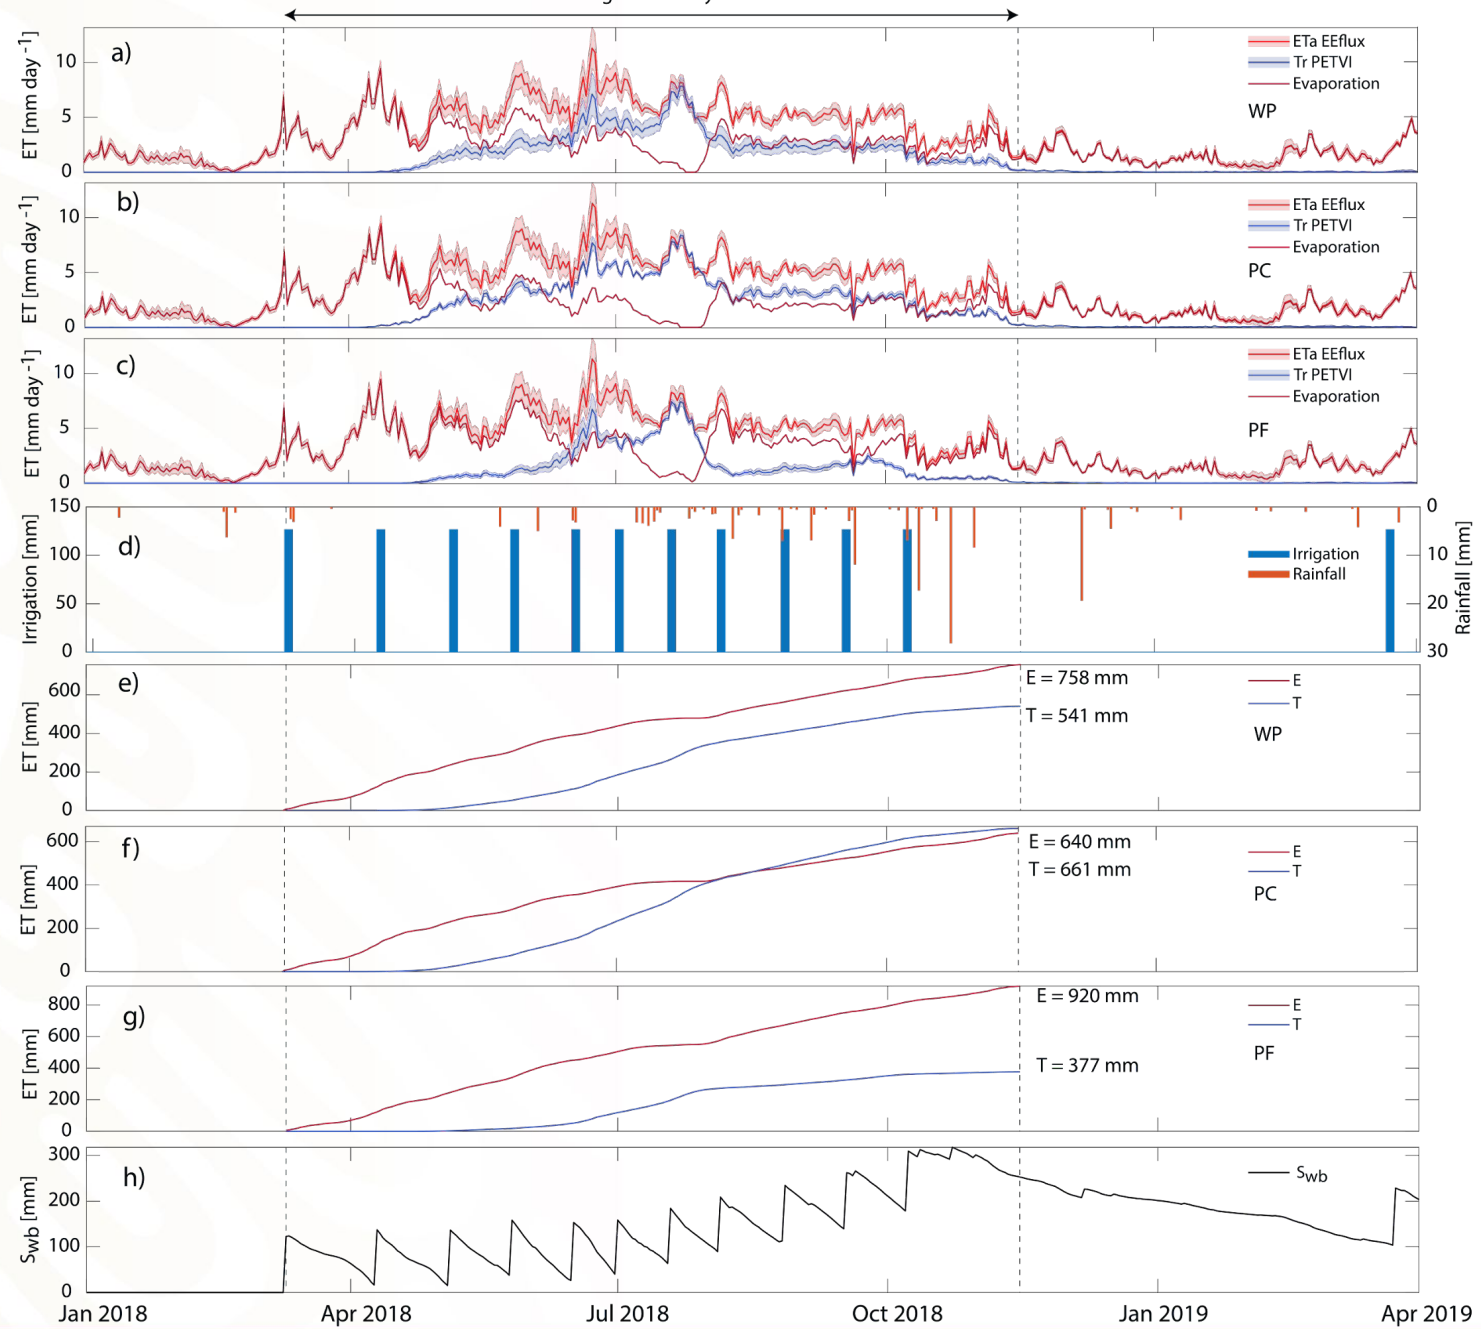 a)
ET [mm day -1]
10
5
0
ETa EEflux
Tr PETVI
Evaporation
WP
b)
ET [mm day -1]
10
5
0
ETa EEflux
Tr PETVI
Evaporation
PC
c)
ET [mm day -1]
10
5
0
ETa EEflux
Tr PETVI
Evaporation
PF
d)
Irrigation [mm]
150
100
50
0
Irrigation
Rainfall
0
10
20
30
Rainfall [mm]
e)
ET [mm]
600
400
200
0
E = 758 mm
T = 541 mm
E
T
WP
f)
ET [mm]
600
400
200
0
E = 640 mm
T = 661 mm
E
T
PC
g)
ET [mm]
800
600
400
200
0
E = 920 mm
T = 377 mm
E
T
PF
h)
Swb [mm]
300
200
100
0
Swb
Jan 2018 Apr 2018 Jul 2018 Oct 2018 Jan 2019 Apr 2019